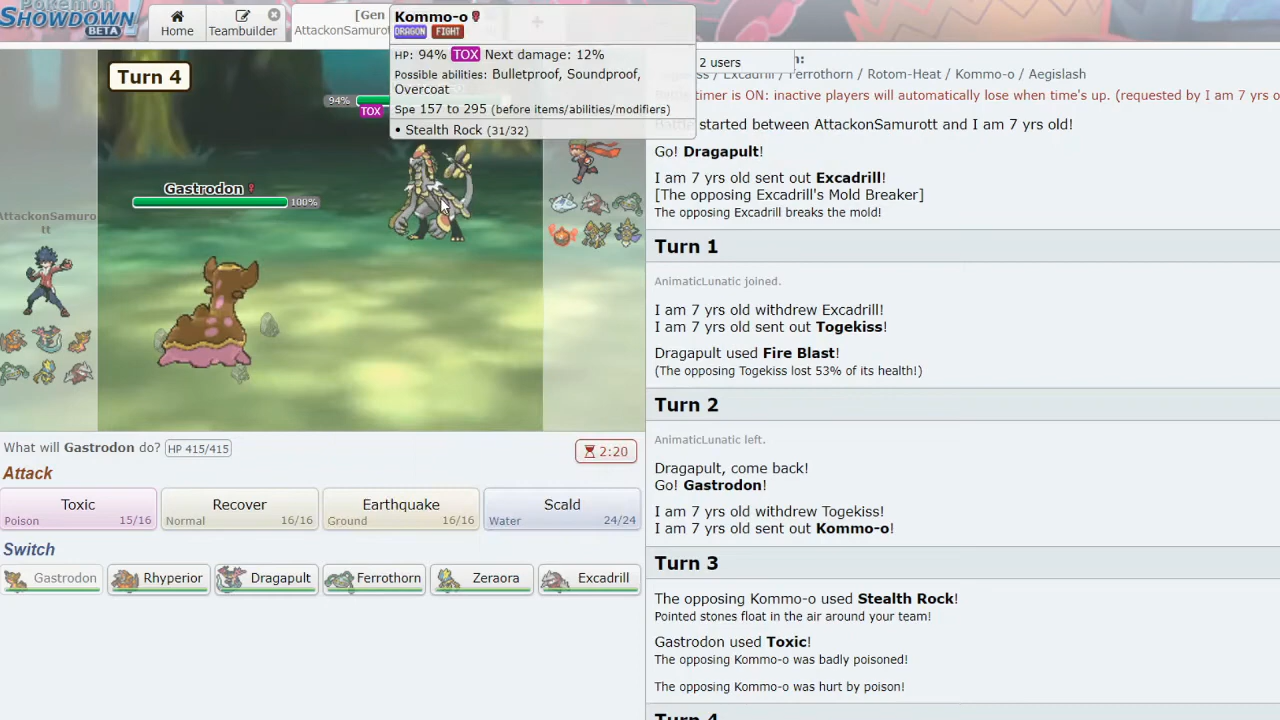 Pokémon
SHOWDOWN
BETA
Home
Teambuilder
[Gen
AttackonSamurot
Kommo-o
DRAGON FIGHT
HP: 94% TOX Next damage: 12%
Possible abilities: Bulletproof, Soundproof,
Overcoat
Spe 157 to 295 (before items/abilities/modifiers)
• Stealth Rock (31/32)
2 users
Turn 4
94%
TOX
Gastrodon
100%
AttackonSamuro
tt
/ Excadrill / Ferrothorn / Rotom-Heat / Kommo-o / Aegislash
timer is ON: inactive players will automatically lose when time's up. (requested by I am 7 yrs o
started between AttackonSamurott and I am 7 yrs old!
Go! Dragapult!
I am 7 yrs old sent out Excadrill!
[The opposing Excadrill's Mold Breaker]
The opposing Excadrill breaks the mold!
Turn 1
AnimaticLunatic joined.
I am 7 yrs old withdrew Excadrill!
I am 7 yrs old sent out Togekiss!
Dragapult used Fire Blast!
(The opposing Togekiss lost 53% of its health!)
Turn 2
AnimaticLunatic left.
Dragapult, come back!
Go! Gastrodon!
I am 7 yrs old withdrew Togekiss!
I am 7 yrs old sent out Kommo-o!
Turn 3
The opposing Kommo-o used Stealth Rock!
Pointed stones float in the air around your team!
Gastrodon used Toxic!
The opposing Kommo-o was badly poisoned!
The opposing Kommo-o was hurt by poison!
Turn 4
What will Gastrodon do? HP 415/415
2:20
Attack
Toxic
Poison 15/16
Recover
Normal 16/16
Earthquake
Ground 16/16
Scald
Water 24/24
Switch
Gastrodon
Rhyperior
Dragapult
Ferrothorn
Zeraora
Excadrill